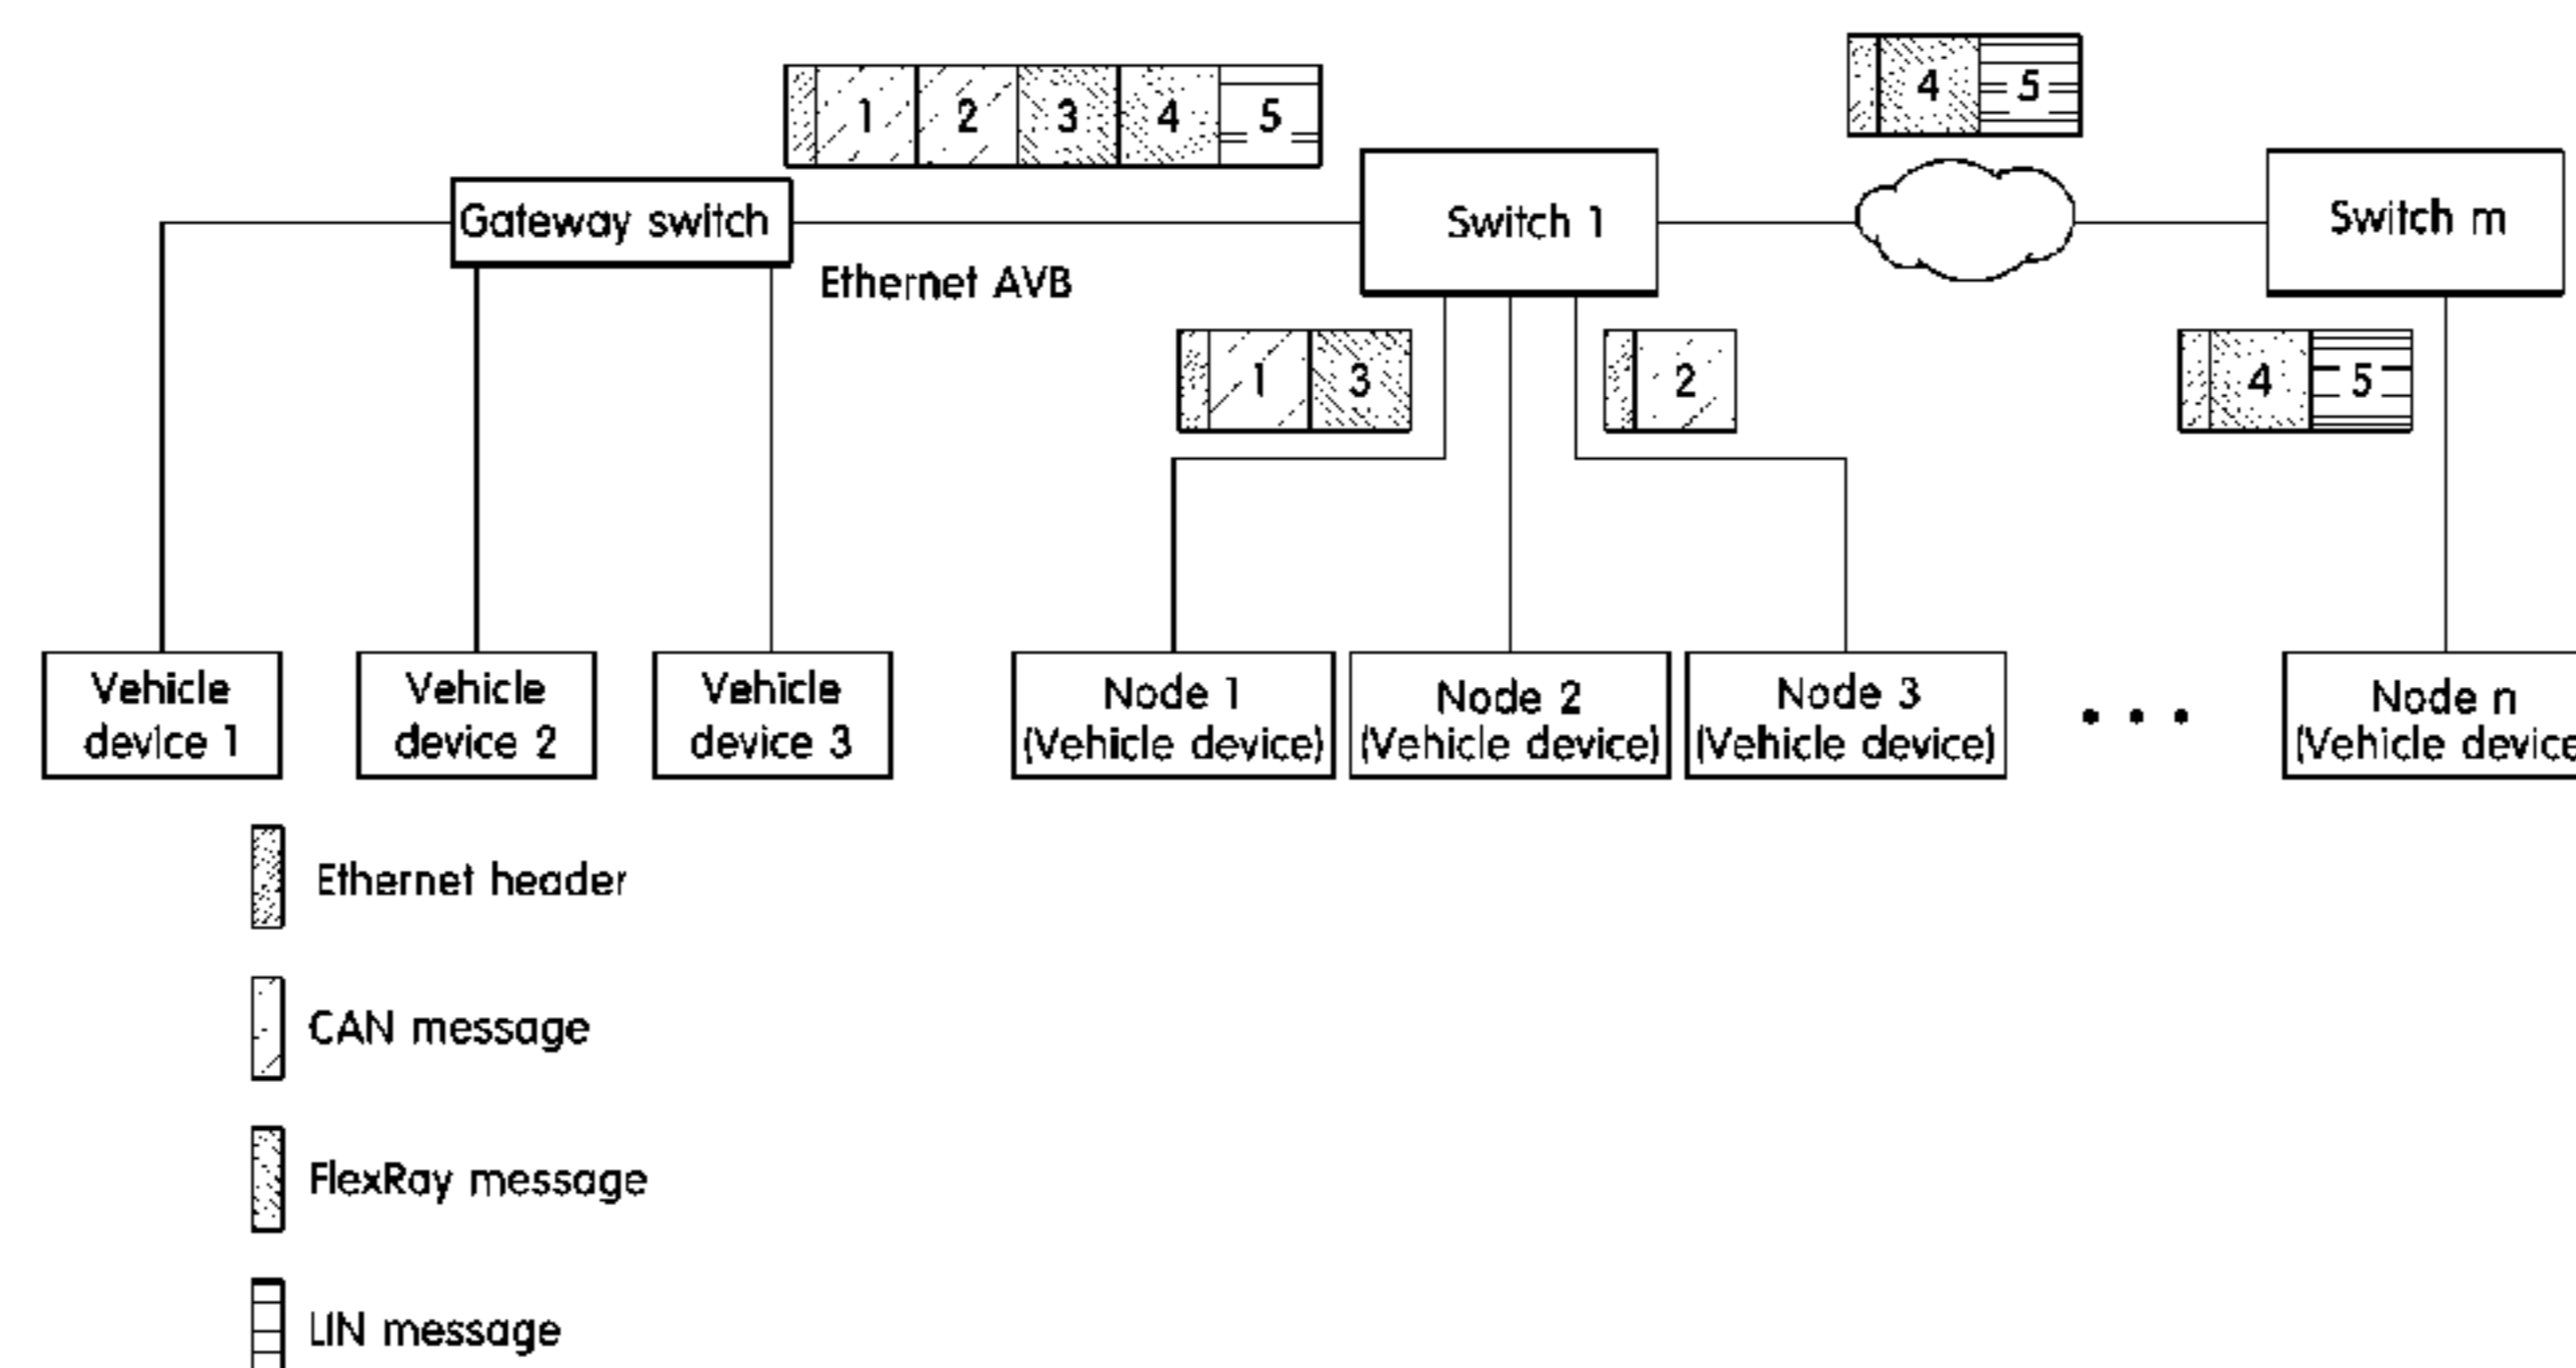 4 5
1 2 3 4 5
Gateway switch
Switch 1
Switch m
Ethernet AVB
1 3
2
4 5
Vehicle
device 1
Vehicle
device 2
Vehicle
device 3
Node 1
(Vehicle device)
Node 2
(Vehicle device)
Node 3
(Vehicle device)
• • •
Node n
(Vehicle device
Ethernet header
CAN message
FlexRay message
LIN message